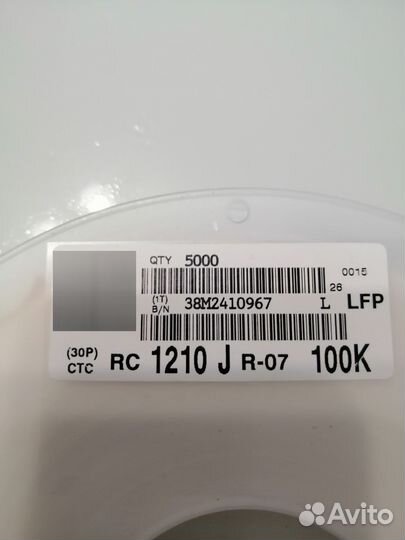 QTY 5000
0015
26
(1T)
B/N 38M2410967 L LFP
(30P)
CTC RC 1210 J R-07 100K
Avito